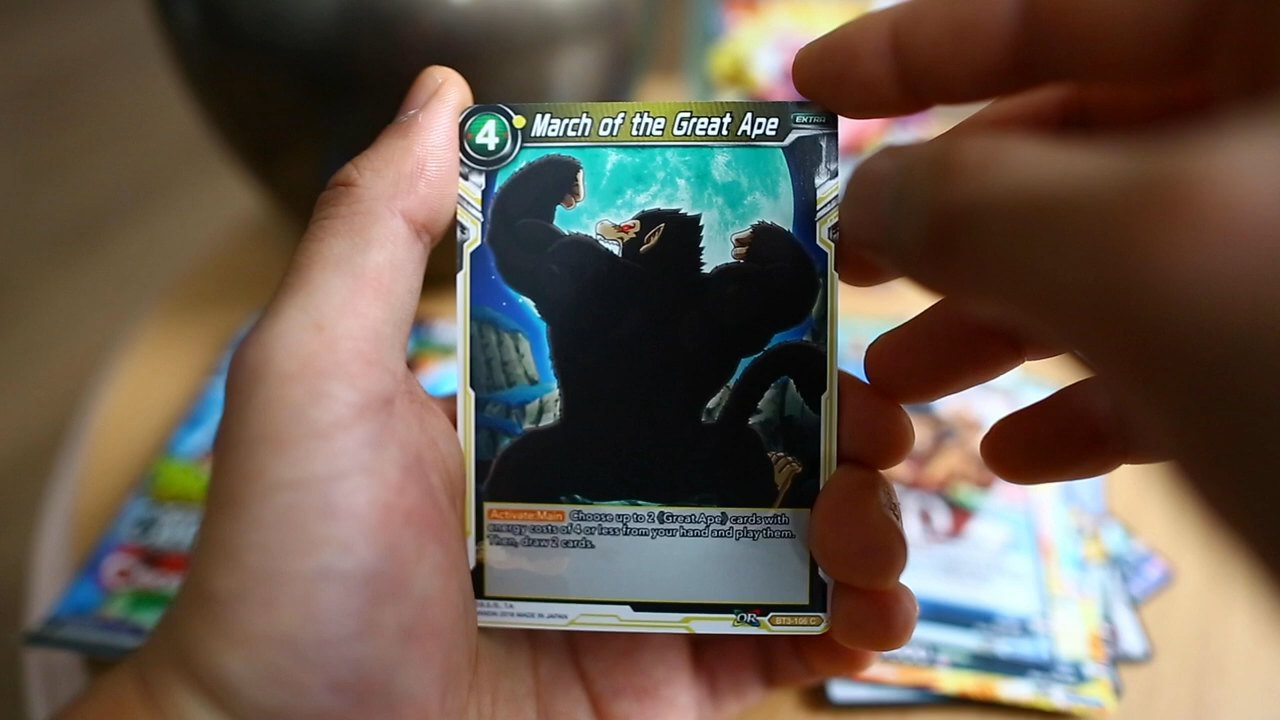 4
March of the Great Ape
EXTRA
Activate:Main Choose up to 2 《Great Ape》 cards with
energy costs of 4 or less from your hand and play them.
Then, draw 2 cards.
2018 MADE IN JAPAN
OR
BT3-106 C